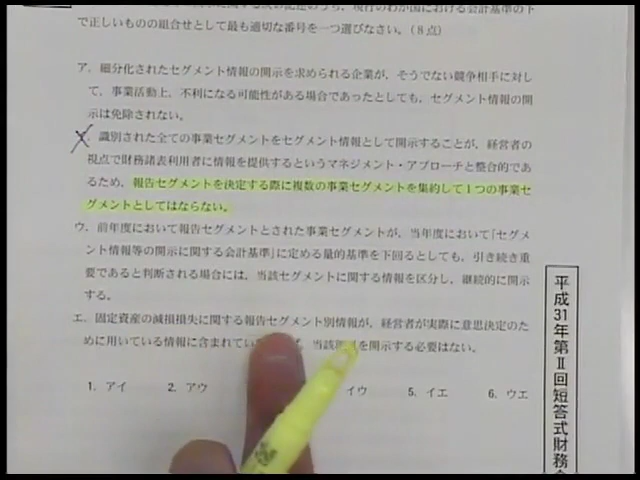 で正しいものの組合せとして最も適切な番号を一つ選びなさい。(8点)
ア．細分化されたセグメント情報の開示を求められる企業が、そうでない競争相手に対し
て、事業活動上、不利になる可能性がある場合であったとしても、セグメント情報の開
示は免除されない。
識別された全ての事業セグメントをセグメント情報として開示することが、経営者の
視点で財務諸表利用者に情報を提供するというマネジメント・アプローチと整合的であ
るため、報告セグメントを決定する際に複数の事業セグメントを集約して1つの事業セ
グメントとしてはならない。
ウ．前年度において報告セグメントとされた事業セグメントが、当年度において「セグメ
ント情報等の開示に関する会計基準」に定める量的基準を下回るとしても、引き続き重
要であると判断される場合には、当該セグメントに関する情報を区分し、継続的に開示
する。
エ．固定資産の減損損失に関する報告セグメント別情報が、経営者が実際に意思決定のた
めに用いている情報に含まれてい 当該 を開示する必要はない。
1．アイ 2．アウ イウ 5．イエ 6．ウエ
平成31年第Ⅱ回短答式財務